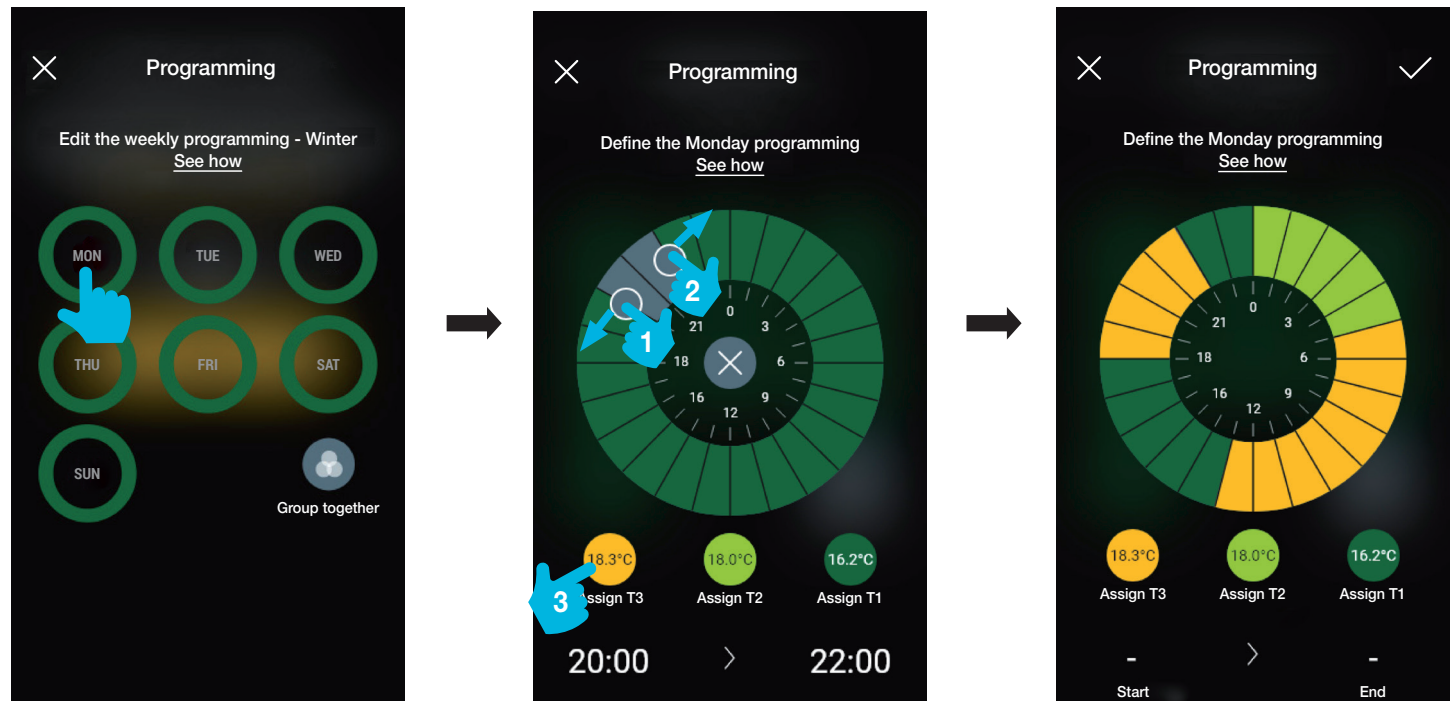 Programming
Edit the weekly programming - Winter
See how
MON
TUE
WED
THU
FRI
SAT
SUN
Group together
Programming
Define the Monday programming
See how
2
1
0
3
6
9
12
16
18
21
18.3°C
18.0°C
16.2°C
3
ssign T3
Assign T2
Assign T1
20:00
22:00
Programming
Define the Monday programming
See how
0
3
6
9
12
16
18
21
18.3°C
18.0°C
16.2°C
Assign T3
Assign T2
Assign T1
-
-
Start
End